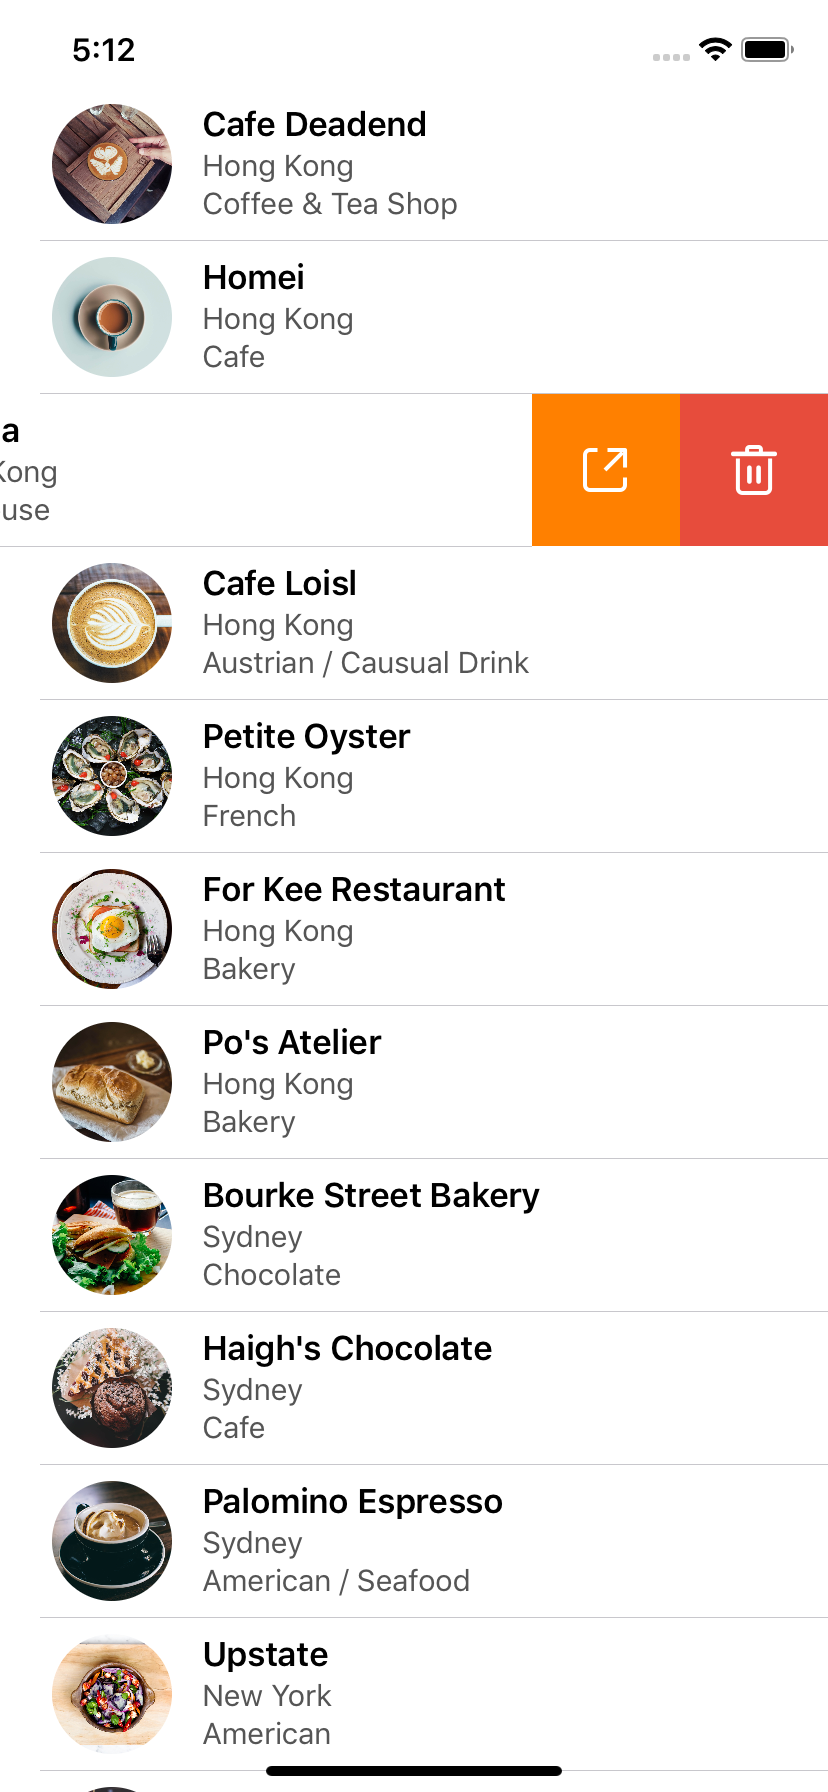 5:12
Cafe Deadend
Hong Kong
Coffee & Tea Shop
Homei
Hong Kong
Cafe
a
Kong
use
Cafe Loisl
Hong Kong
Austrian / Causual Drink
Petite Oyster
Hong Kong
French
For Kee Restaurant
Hong Kong
Bakery
Po's Atelier
Hong Kong
Bakery
Bourke Street Bakery
Sydney
Chocolate
Haigh's Chocolate
Sydney
Cafe
Palomino Espresso
Sydney
American / Seafood
Upstate
New York
American